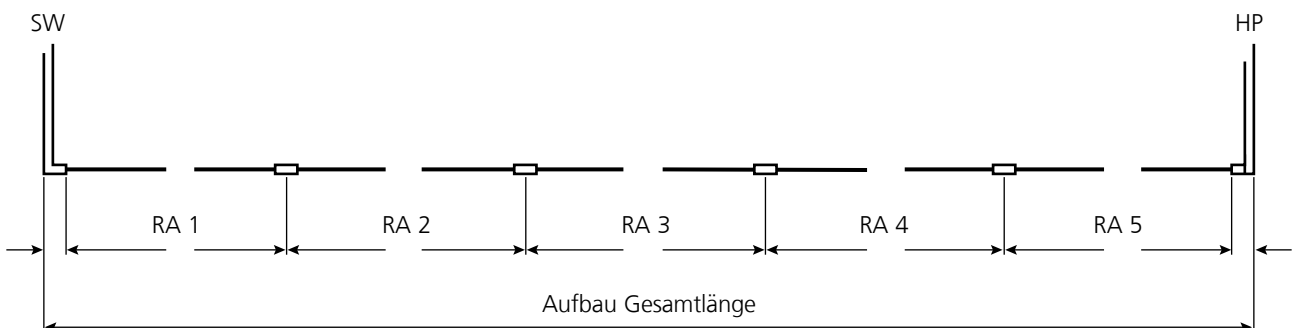 SW HP
RA 1 RA 2 RA 3 RA 4 RA 5
Aufbau Gesamtlänge